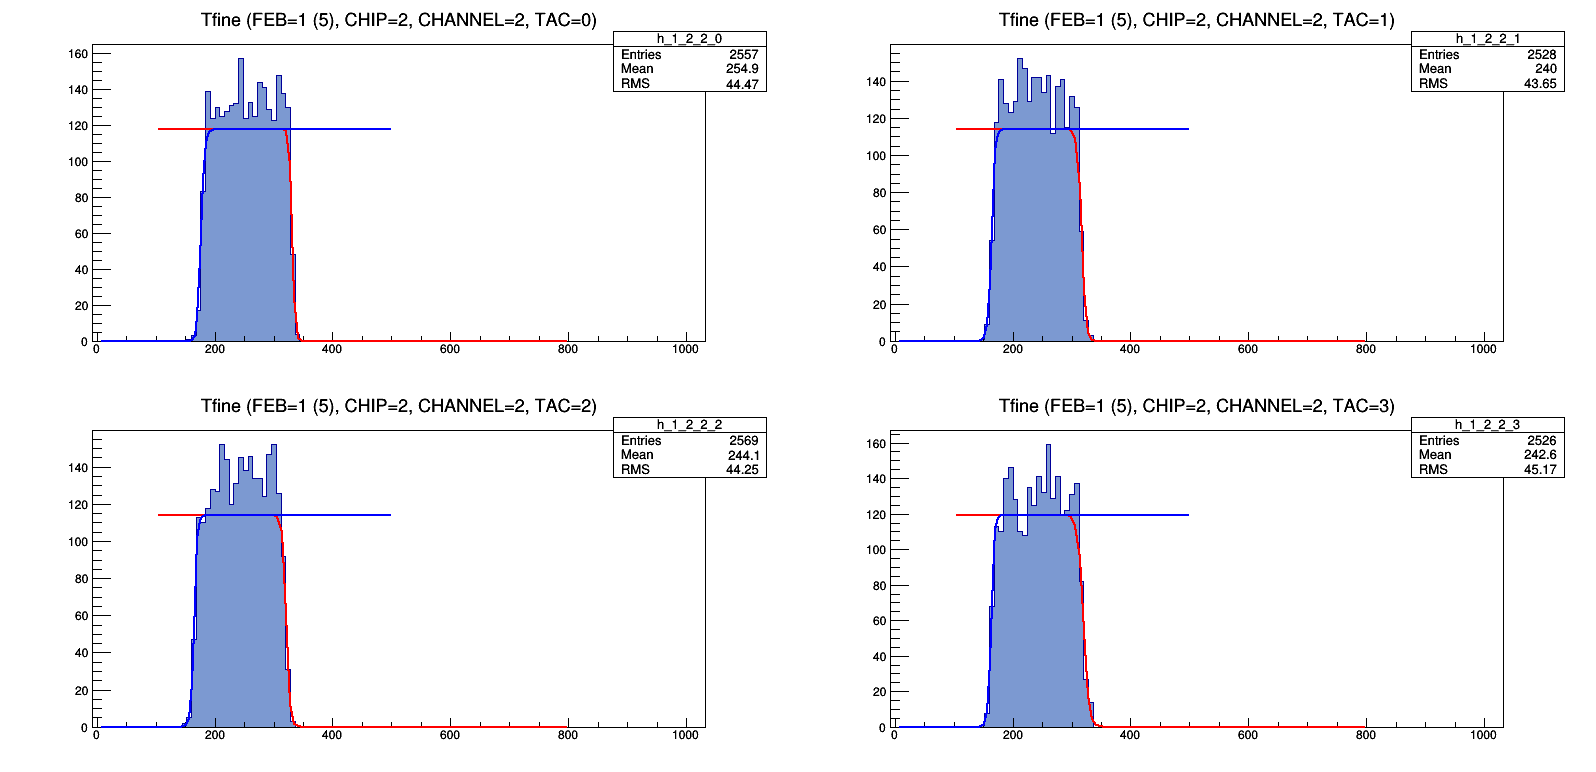 Tfine (FEB=1 (5), CHIP=2, CHANNEL=2, TAC=0)
h_1_2_2_0
Entries 2557
Mean 254.9
RMS 44.47
160
140
120
100
80
60
40
20
0
0 200 400 600 800 1000
Tfine (FEB=1 (5), CHIP=2, CHANNEL=2, TAC=1)
h_1_2_2_1
Entries 2528
Mean 240
RMS 43.65
140
120
100
80
60
40
20
0
0 200 400 600 800 1000
Tfine (FEB=1 (5), CHIP=2, CHANNEL=2, TAC=2)
h_1_2_2_2
Entries 2569
Mean 244.1
RMS 44.25
140
120
100
80
60
40
20
0
0 200 400 600 800 1000
Tfine (FEB=1 (5), CHIP=2, CHANNEL=2, TAC=3)
h_1_2_2_3
Entries 2526
Mean 242.6
RMS 45.17
160
140
120
100
80
60
40
20
0
0 200 400 600 800 1000